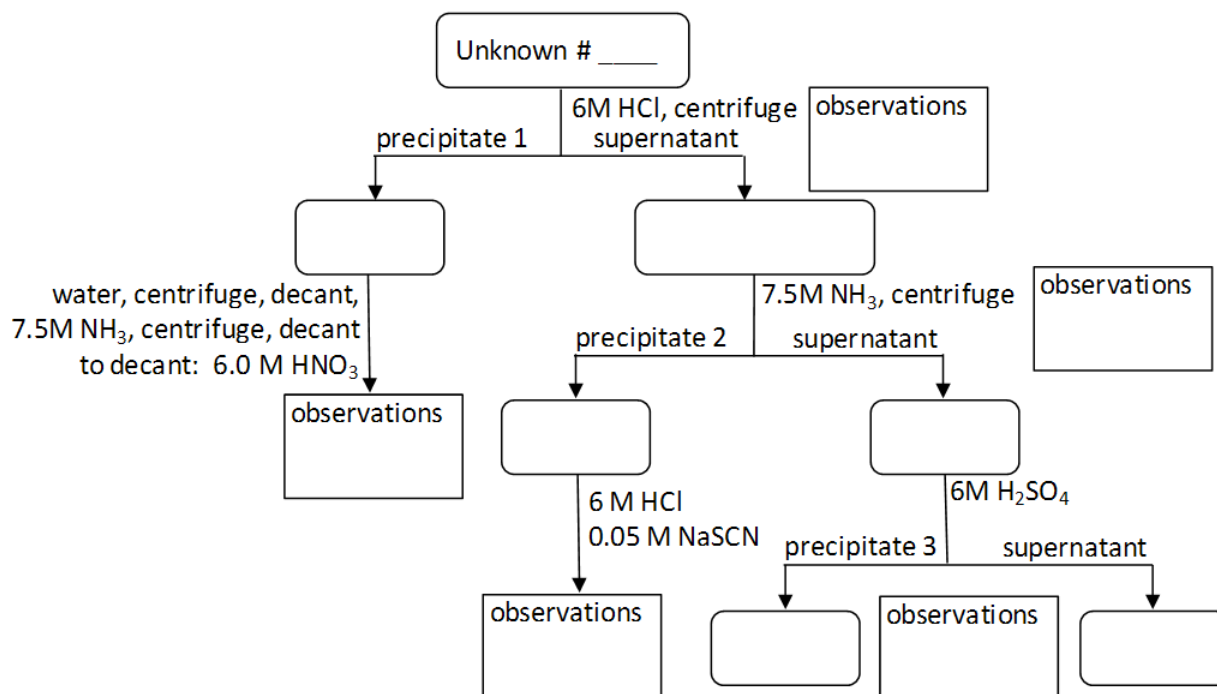 Unknown # ____
6M HCl, centrifuge
observations
precipitate 1
supernatant
water, centrifuge, decant,
7.5M NH₃, centrifuge, decant
to decant: 6.0 M HNO₃
7.5M NH₃, centrifuge
observations
precipitate 2
supernatant
observations
6 M HCl
0.05 M NaSCN
6M H₂SO₄
precipitate 3
supernatant
observations
observations